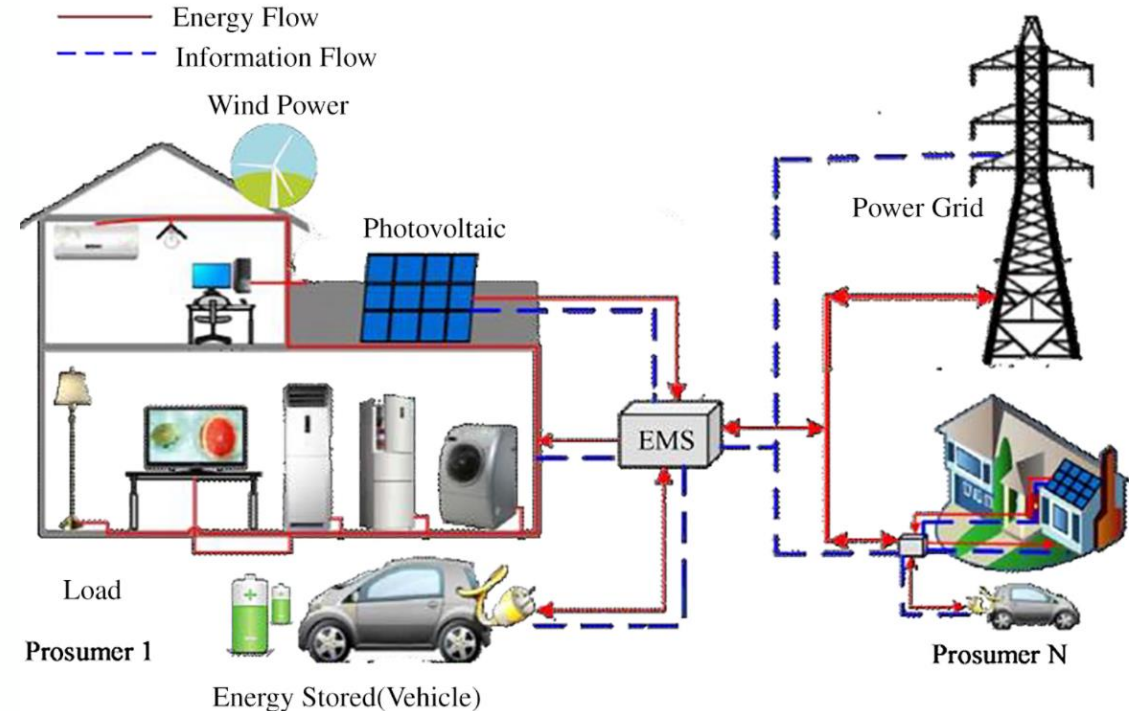 Energy Flow
Information Flow
Wind Power
Photovoltaic
Power Grid
EMS
Load
Prosumer 1
Prosumer N
Energy Stored(Vehicle)